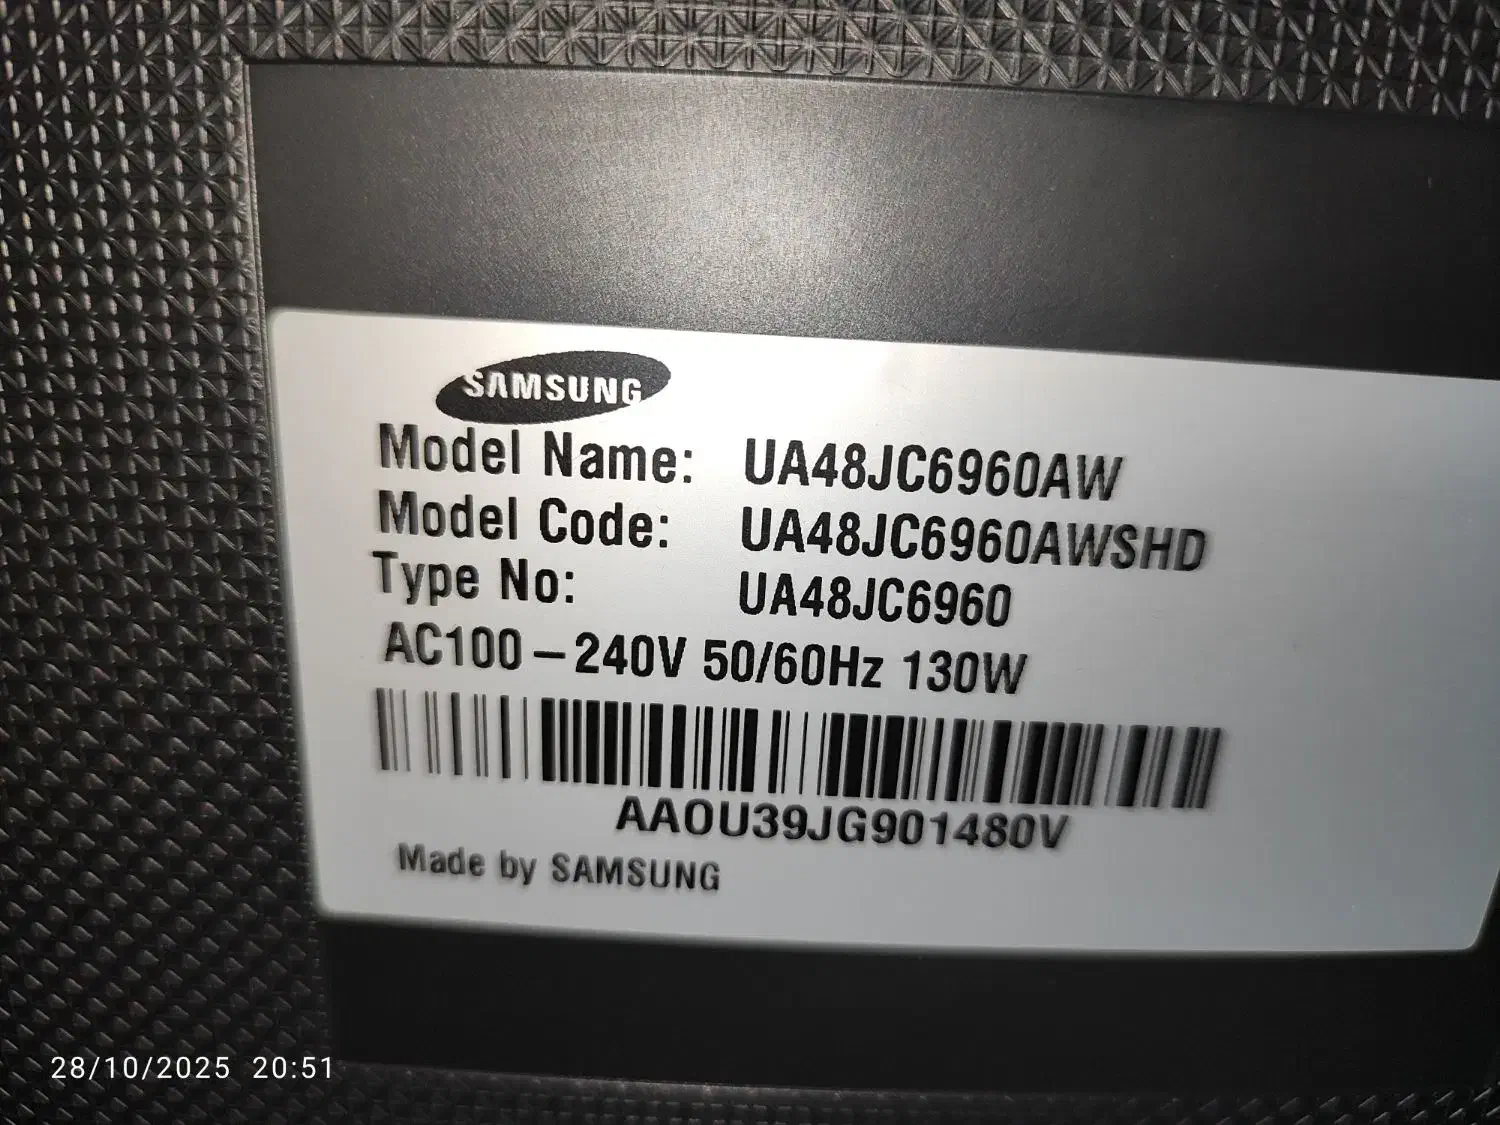 SAMSUNG
Model Name: UA48JC6960AW
Model Code: UA48JC6960AWSHD
Type No: UA48JC6960
AC100-240V 50/60Hz 130W
AAOU39JG901480V
Made by SAMSUNG
28/10/2025 20:51